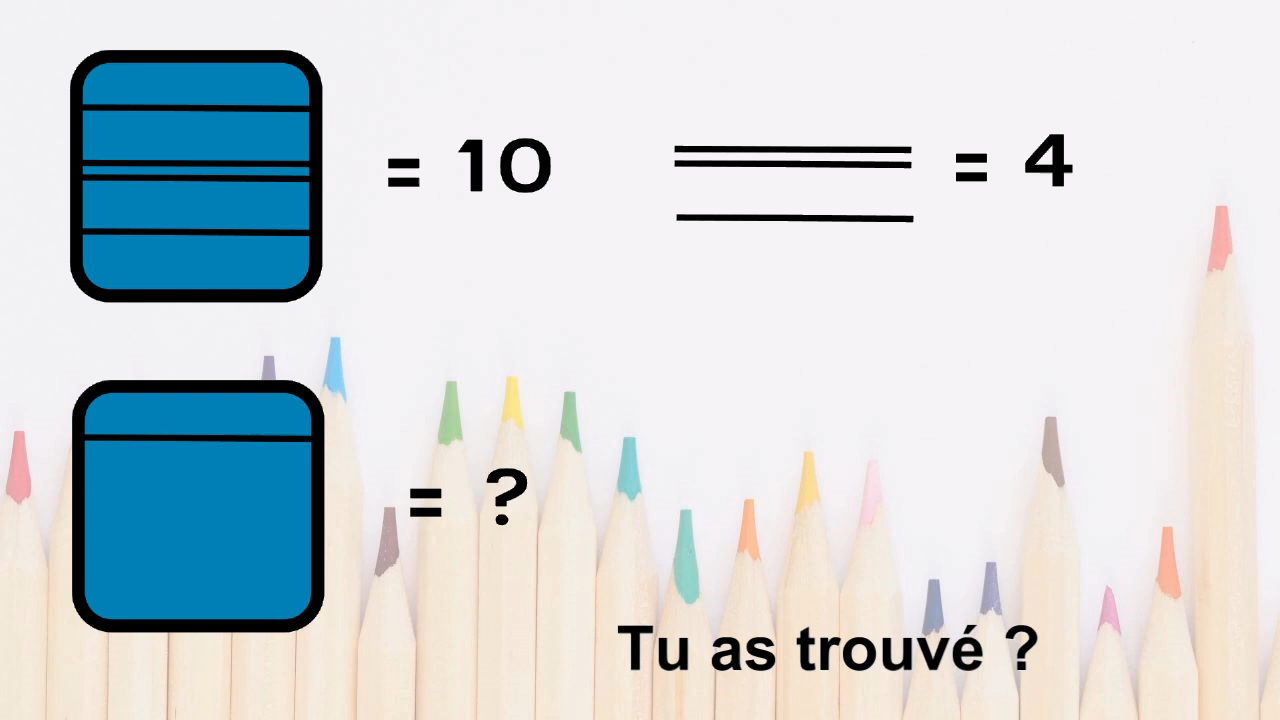 = 10
= 4
= ?
Tu as trouvé ?